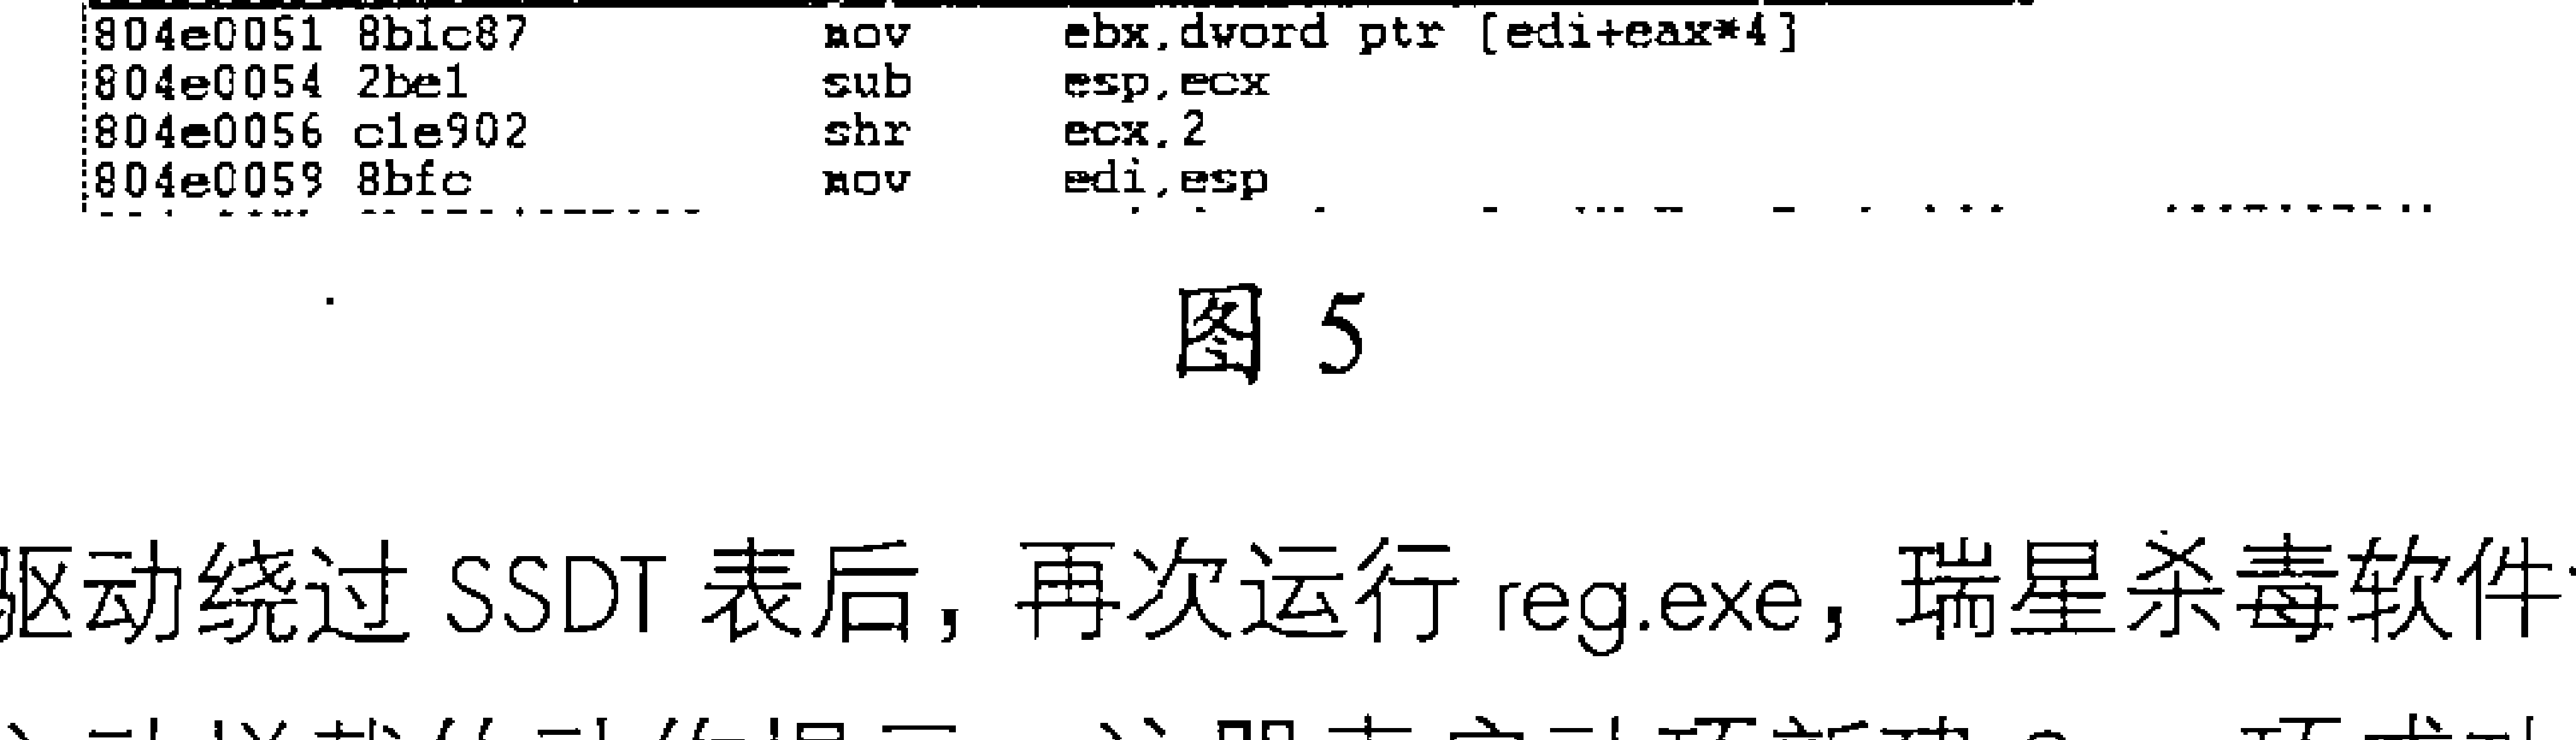 804e0051 8b1c87 mov ebx,dword ptr [edi+eax*4]
804e0054 2be1 sub esp,ecx
804e0056 c1e902 shr ecx,2
804e0059 8bfc mov edi,esp
图 5
驱动绕过 SSDT 表后，再次运行 reg.exe，瑞星杀毒软件